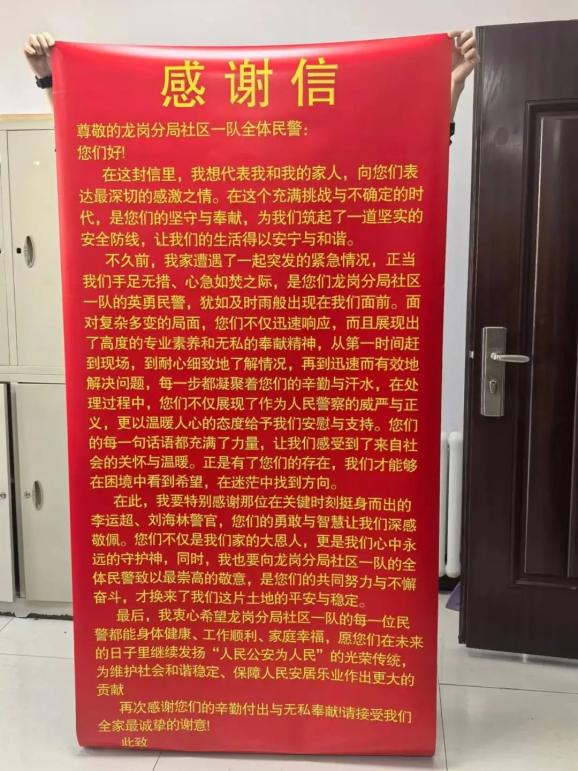 感谢信
尊敬的龙岗分局社区一队全体民警：
您们好!
在这封信里，我想代表我和我的家人，向您们表
达最深切的感激之情。在这个充满挑战与不确定的时
代，是您们的坚守与奉献，为我们筑起了一道坚实的
安全防线，让我们的生活得以安宁与和谐。
不久前，我家遭遇了一起突发的紧急情况，正当
我们手足无措、心急如焚之际，是您们龙岗分局社区
一队的英勇民警，犹如及时雨般出现在我们面前。面
对复杂多变的局面，您们不仅迅速响应，而且展现出
了高度的专业素养和无私的奉献精神，从第一时间赶
到现场，到耐心细致地了解情况，再到迅速而有效地
解决问题，每一步都凝聚着您们的辛勤与汗水，在处
理过程中，您们不仅展现了作为人民警察的威严与正
义，更以温暖人心的态度给予我们安慰与支持。您们
的每一句话语都充满了力量，让我们感受到了来自社
会的关怀与温暖。正是有了您们的存在，我们才能够
在困境中看到希望，在迷茫中找到方向。
在此，我要特别感谢那位在关键时刻挺身而出的
李运超、刘海林警官，您们的勇敢与智慧让我们深感
敬佩。您们不仅是我们家的大恩人，更是我们心中永
远的守护神，同时，我也要向龙岗分局社区一队的全
体民警致以最崇高的敬意，是您们的共同努力与不懈
奋斗，才换来了我们这片土地的平安与稳定。
最后，我衷心希望龙岗分局社区一队的每一位民
警都能身体健康、工作顺利、家庭幸福，愿您们在未来
的日子里继续发扬“人民公安为人民”的光荣传统，
为维护社会和谐稳定、保障人民安居乐业作出更大的
贡献
再次感谢您们的辛勤付出与无私奉献!请接受我们
全家最诚挚的谢意!
此致